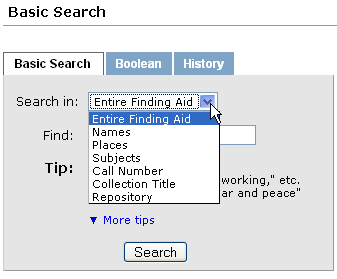 Basic Search
Basic Search Boolean History
Search in: Entire Finding Aid
Entire Finding Aid
Find:
Names
Places
Subjects
Call Number
Collection Title
Repository
Tip:
working," etc.
ar and peace"
▼ More tips
Search